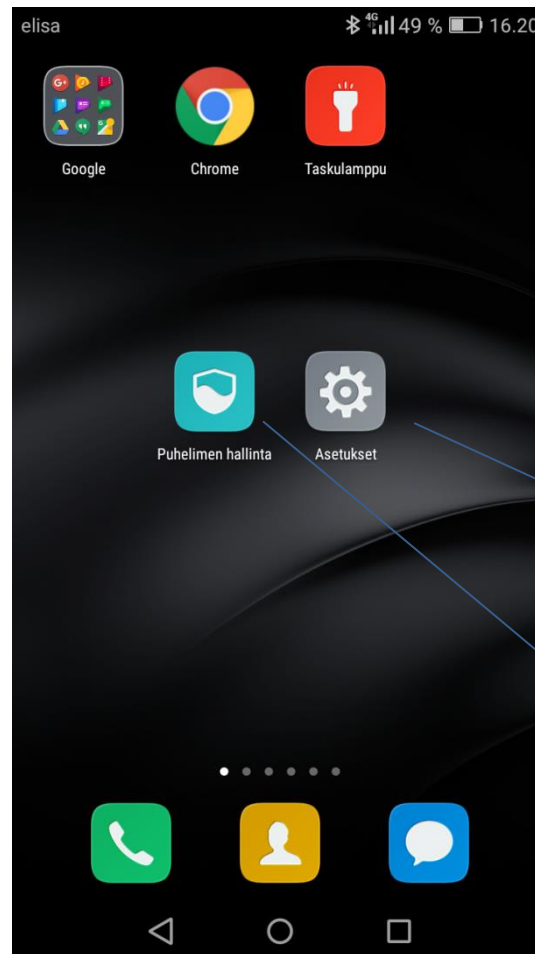 elisa 4G 49 % 16.20
Google Chrome Taskulamppu
Puhelimen hallinta Asetukset